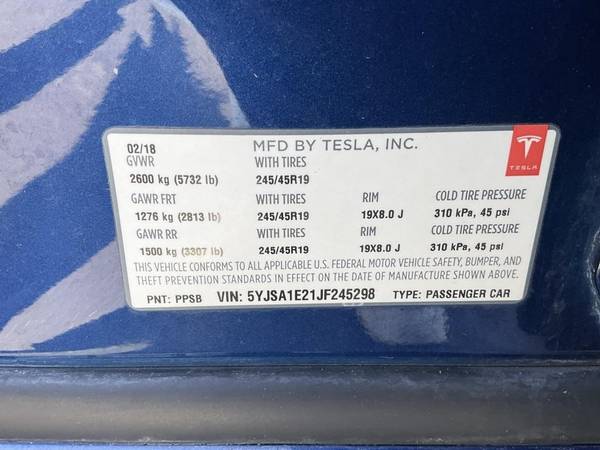 02/18 MFD BY TESLA, INC.
GVWR WITH TIRES
2600 kg (5732 lb) 245/45R19
TESLA
GAWR FRT WITH TIRES RIM COLD TIRE PRESSURE
1276 kg (2813 lb) 245/45R19 19X8.0 J 310 kPa, 45 psi
GAWR RR WITH TIRES RIM COLD TIRE PRESSURE
1500 kg (3307 lb) 245/45R19 19X8.0 J 310 kPa, 45 psi
THIS VEHICLE CONFORMS TO ALL APPLICABLE U.S. FEDERAL MOTOR VEHICLE SAFETY, BUMPER, AND
THEFT PREVENTION STANDARDS IN EFFECT ON THE DATE OF MANUFACTURE SHOWN ABOVE.
PNT: PPSB VIN: 5YJSA1E21JF245298 TYPE: PASSENGER CAR